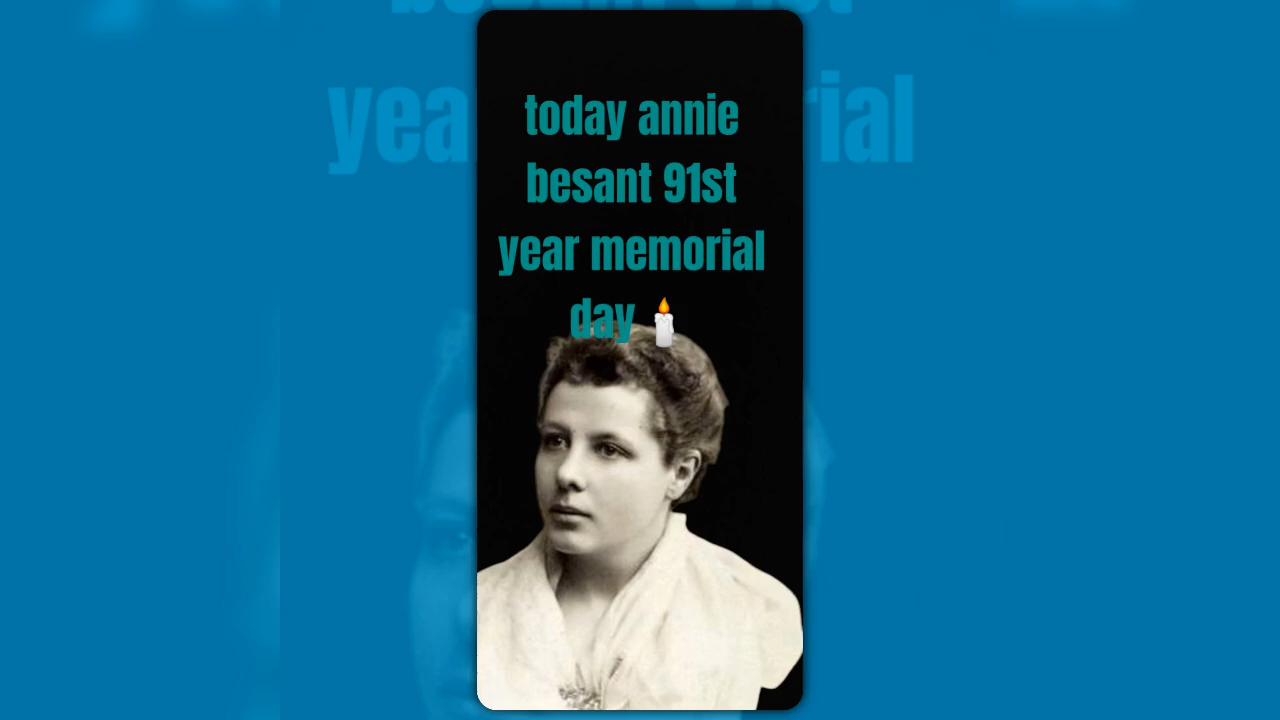 today annie
besant 91st
year memorial
day 🕯️